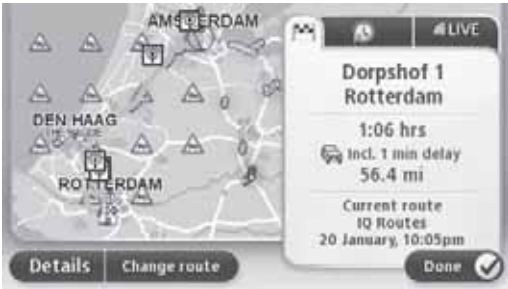 AMSTERDAM
DEN HAAG
ROTTERDAM
LIVE
Dorpshof 1
Rotterdam
1:06 hrs
Incl. 1 min delay
56.4 mi
Current route
IQ Routes
20 January, 10:05pm
Details
Change route
Done